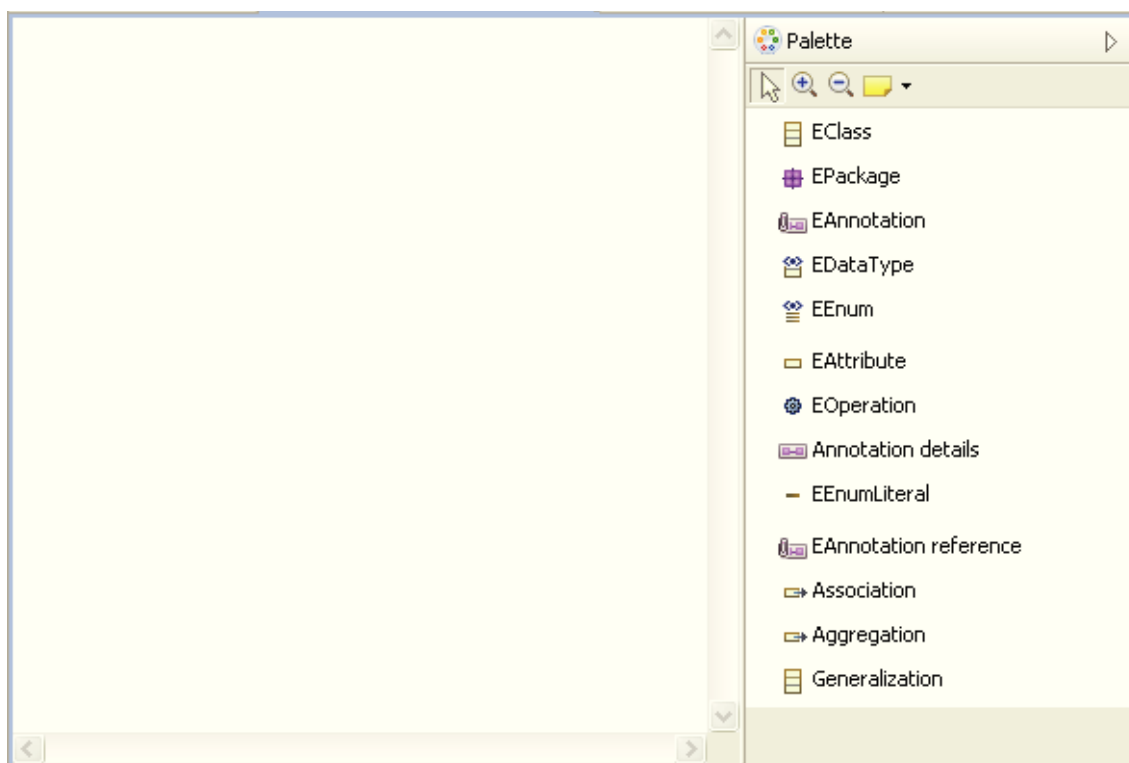 Palette
EClass
EPackage
EAnnotation
EDataType
EEnum
EAttribute
EOperation
Annotation details
EEnumLiteral
EAnnotation reference
Association
Aggregation
Generalization